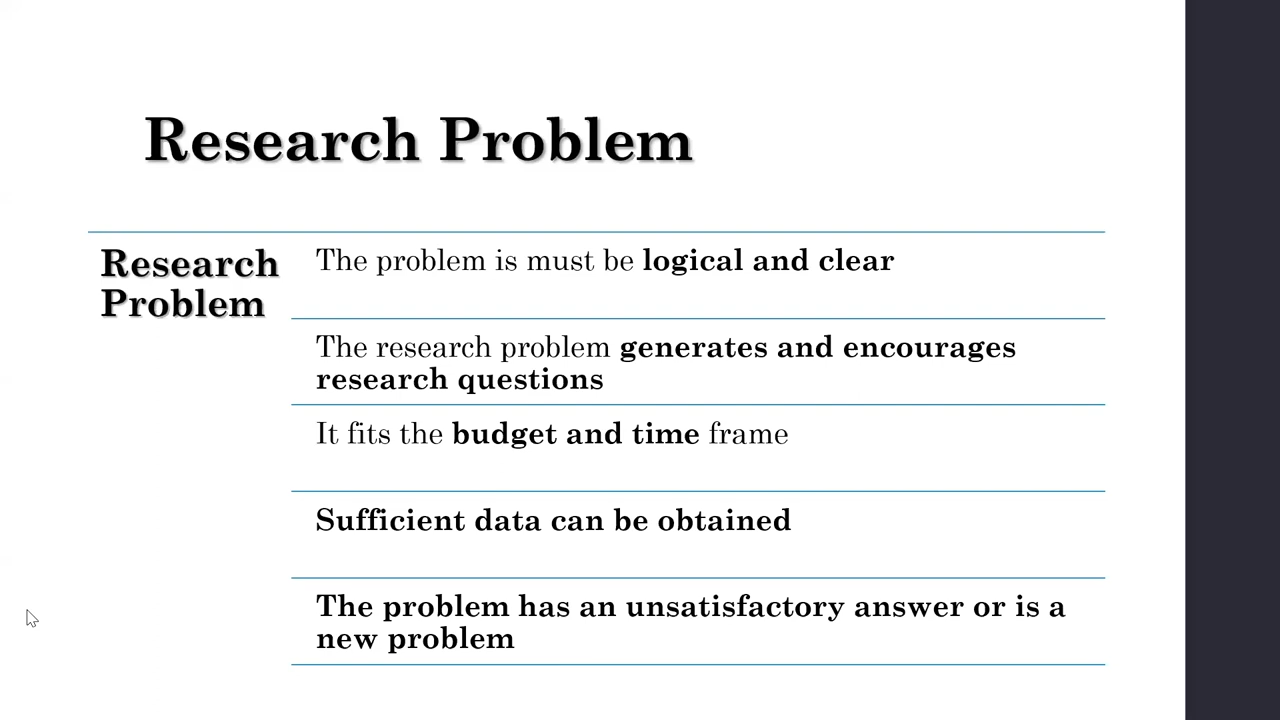 Research Problem
Research
Problem
The problem is must be logical and clear
The research problem generates and encourages
research questions
It fits the budget and time frame
Sufficient data can be obtained
The problem has an unsatisfactory answer or is a
new problem